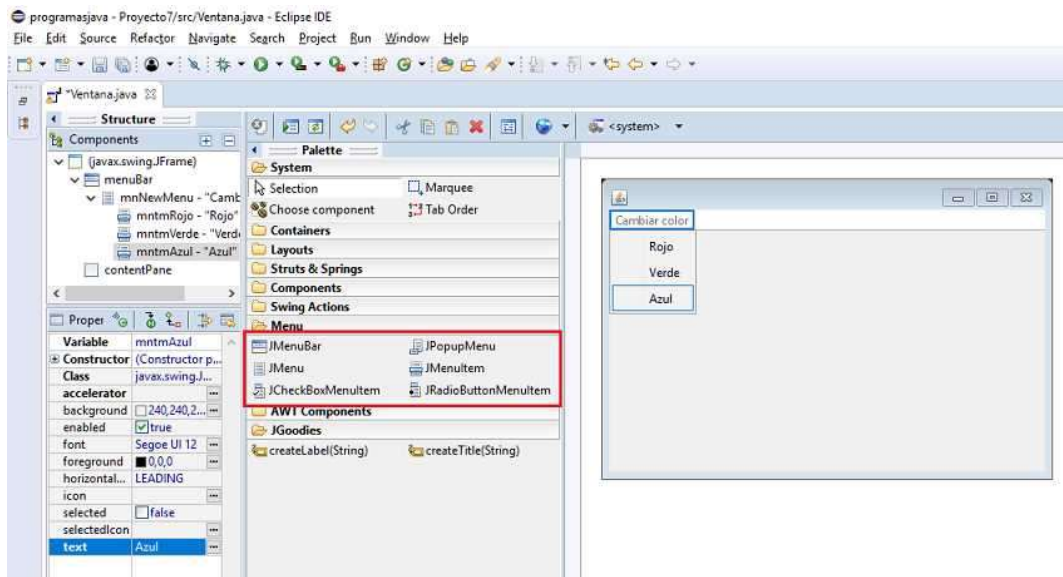 programasjava - Proyecto7/src/Ventana.java - Eclipse IDE
File Edit Source Refactor Navigate Search Project Run Window Help
*Ventana.java
Structure
Components
(javax.swing.JFrame)
menuBar
mnNewMenu - "Camb
mntmRojo - "Rojo"
mntmVerde - "Verd
mntmAzul - "Azul"
contentPane
Proper
Variable mntmAzul
Constructor (Constructor p...
Class javax.swing.J...
accelerator
background 240,240,2...
enabled true
font Segoe UI 12
foreground 0,0,0
horizontal... LEADING
icon
selected false
selectedIcon
text Azul
Palette
System
Selection Marquee
Choose component Tab Order
Containers
Layouts
Struts & Springs
Components
Swing Actions
Menu
JMenuBar JPopupMenu
JMenu JMenuItem
JCheckBoxMenuItem JRadioButtonMenuItem
AWT Components
JGoodies
createLabel(String) createTitle(String)
<system>
Cambiar color
Rojo
Verde
Azul